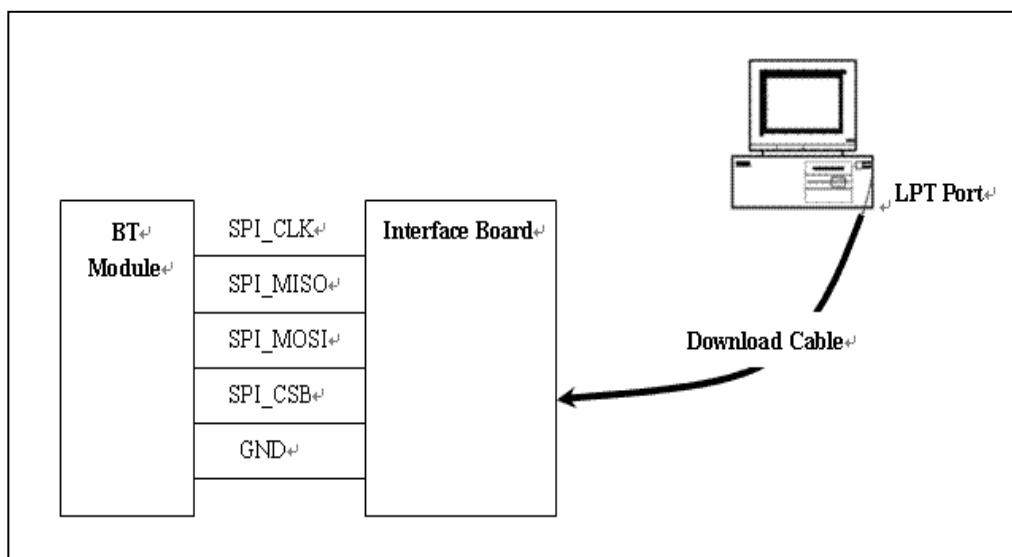 BT
Module
SPI_CLK
SPI_MISO
SPI_MOSI
SPI_CSB
GND
Interface Board
LPT Port
Download Cable